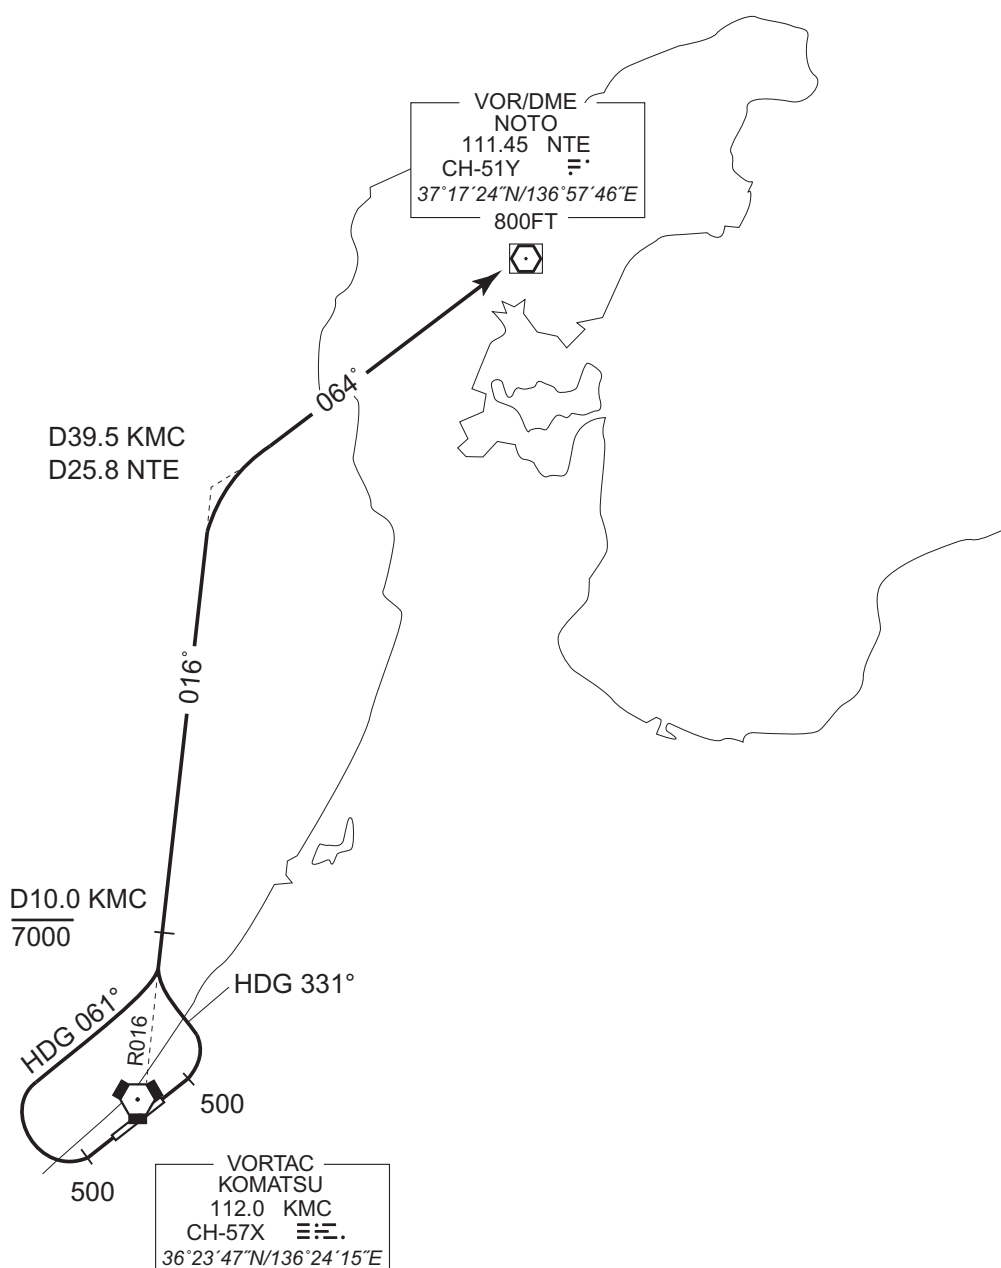 VOR/DME
NOTO
111.45 NTE
CH-51Y
37°17´24˝N/136°57´46˝E
800FT
064°
D39.5 KMC
D25.8 NTE
016°
D10.0 KMC
7000
HDG 331°
HDG 061°
R016
500
500
VORTAC
KOMATSU
112.0 KMC
CH-57X
36°23´47˝N/136°24´15˝E